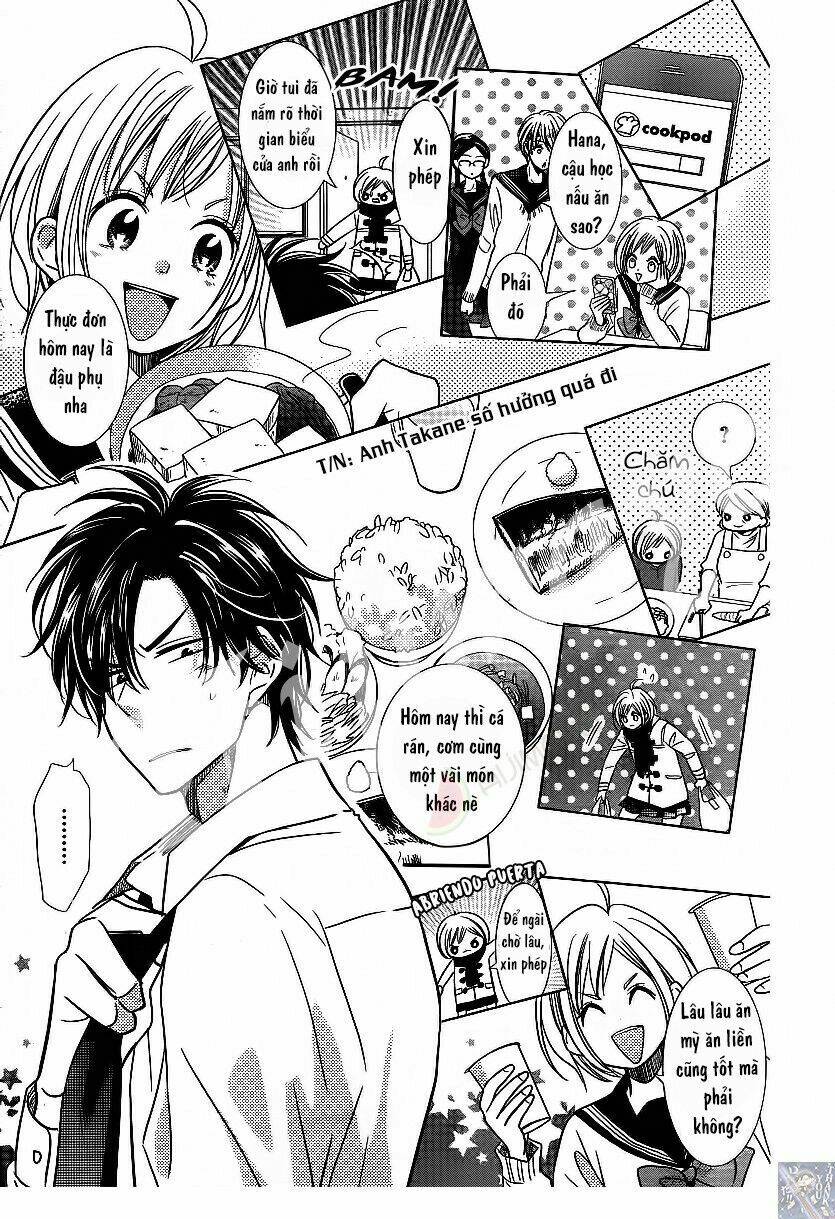 cookpod
Hana,
cậu học
nấu ăn
sao?
Phải
đó
BAM!
Xin
phép
Giờ tui đã
nắm rõ thời
gian biểu
cửa anh rồi
Thực đơn
hôm nay là
đậu phụ
nha
T/N: Anh Takane số hưởng quá đi
?
Chăm
chú
Hôm nay thì cá
rán, cơm cùng
một vài món
khác nè
.........
ABRIENDO PUERTA
Để ngài
chờ lâu,
xin phép
Lâu lâu ăn
mỳ ăn liền
cũng tốt mà
phải
không?